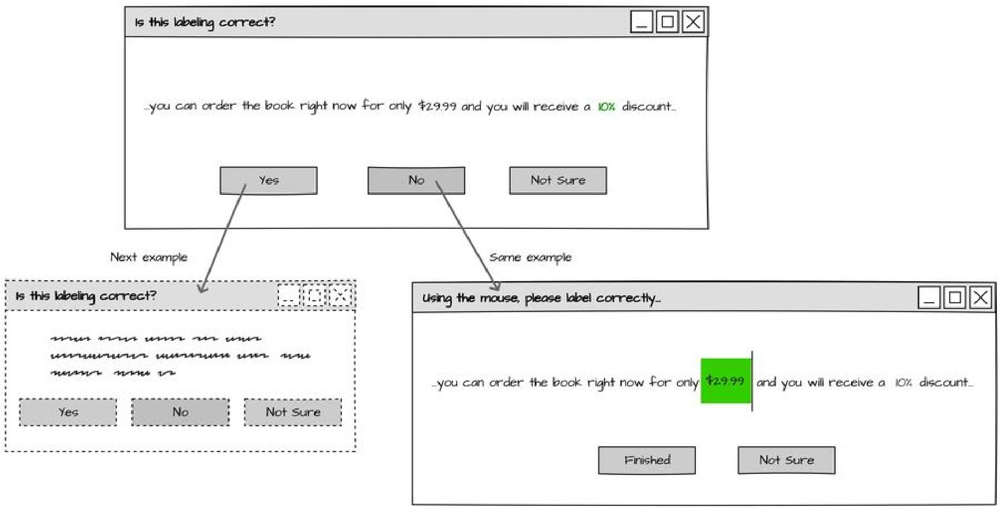 Is this labeling correct?
...you can order the book right now for only $29.99 and you will receive a 10% discount...
Yes No Not Sure
Next example
Same example
Is this labeling correct?
Yes No Not Sure
Using the mouse, please label correctly...
...you can order the book right now for only $29.99 and you will receive a 10% discount...
Finished Not Sure